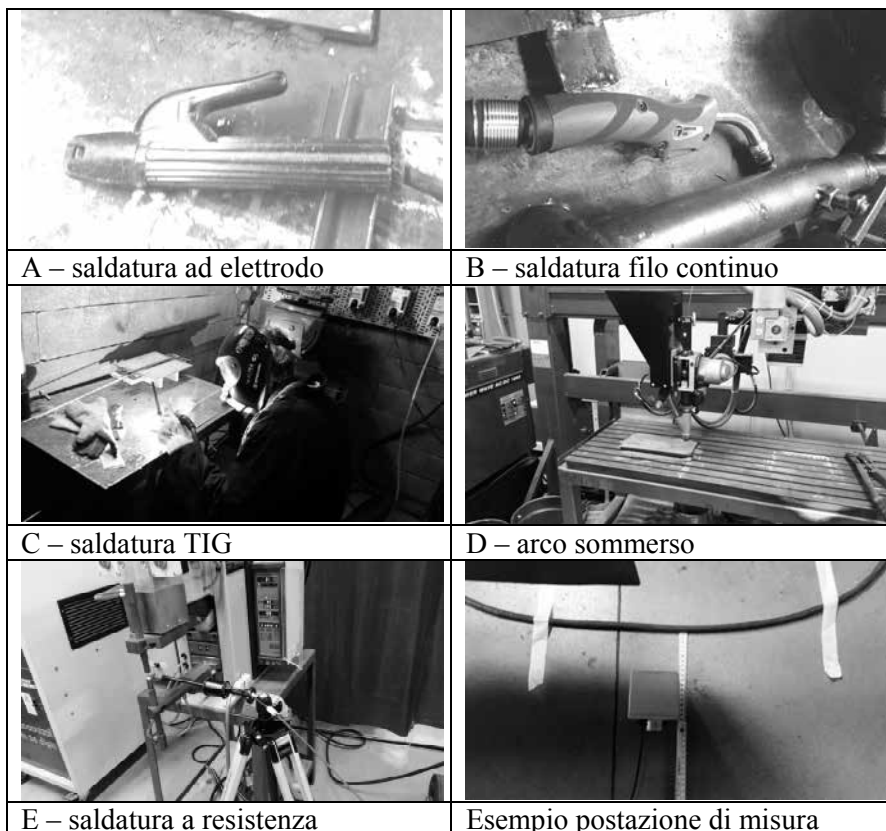 A – saldatura ad elettrodo
B – saldatura filo continuo
C – saldatura TIG
D – arco sommerso
E – saldatura a resistenza
Esempio postazione di misura